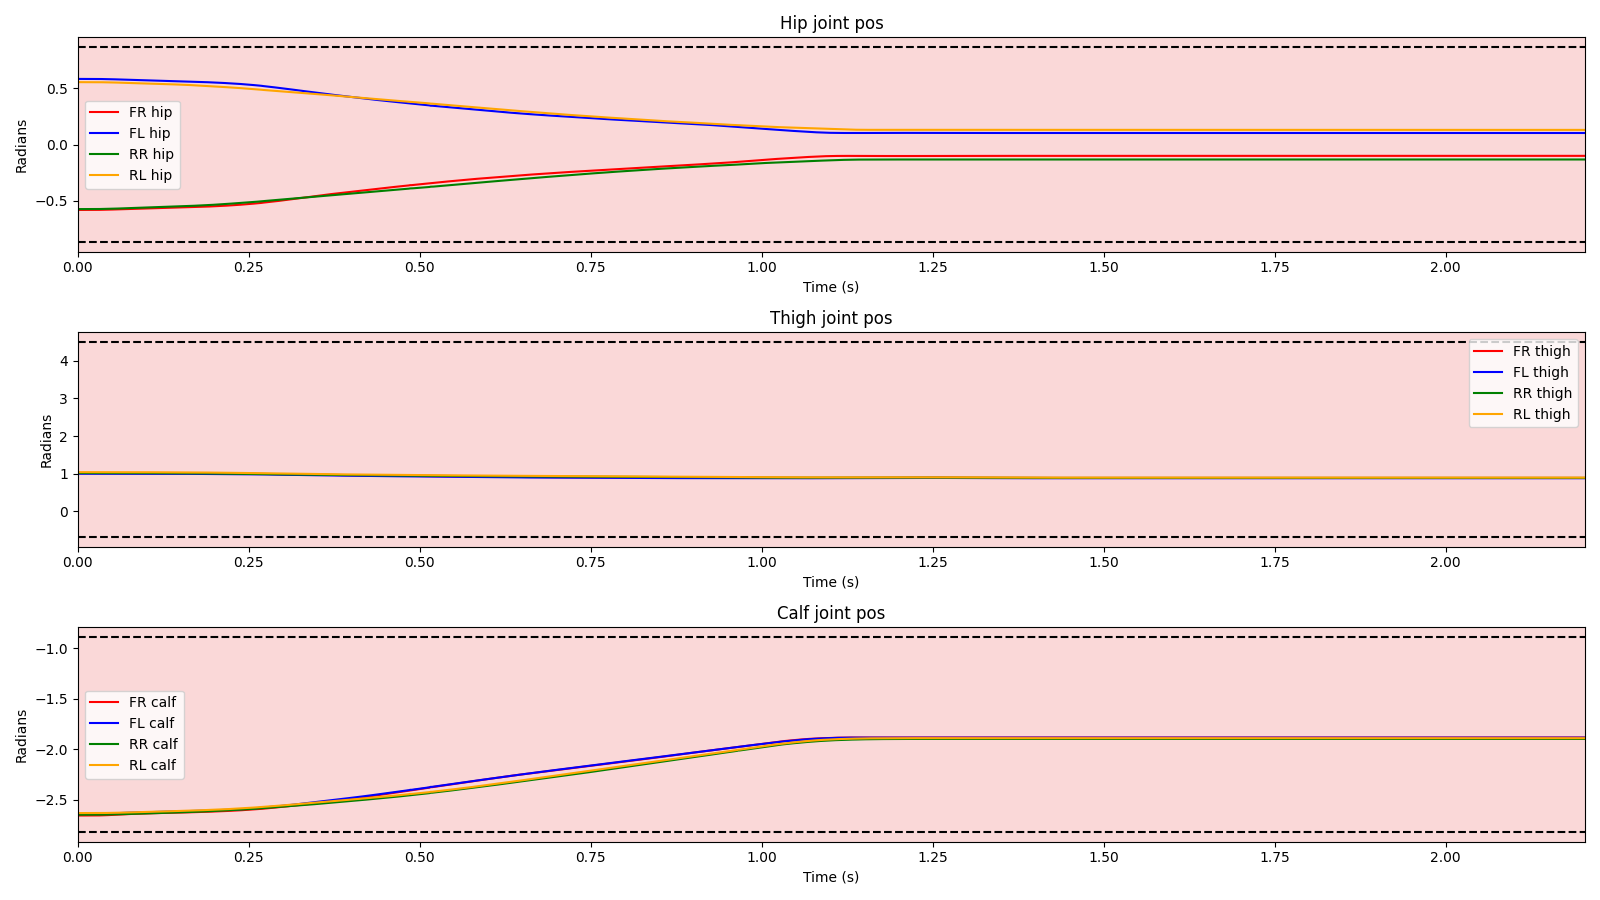 Hip joint pos
Radians
0.5
0.0
−0.5
FR hip
FL hip
RR hip
RL hip
0.00 0.25 0.50 0.75 1.00 1.25 1.50 1.75 2.00
Time (s)
Thigh joint pos
Radians
4
3
2
1
0
FR thigh
FL thigh
RR thigh
RL thigh
0.00 0.25 0.50 0.75 1.00 1.25 1.50 1.75 2.00
Time (s)
Calf joint pos
Radians
−1.0
−1.5
−2.0
−2.5
FR calf
FL calf
RR calf
RL calf
0.00 0.25 0.50 0.75 1.00 1.25 1.50 1.75 2.00
Time (s)